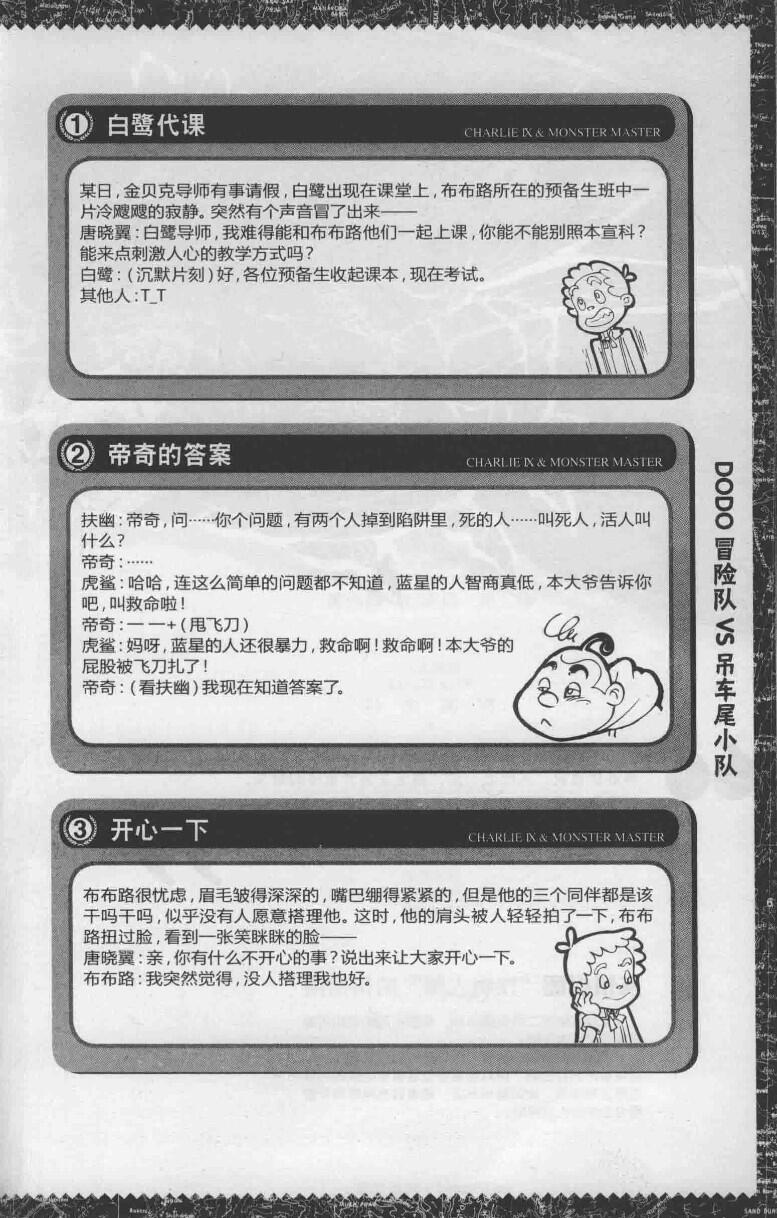 ① 白鹭代课
CHARLIE IX & MONSTER MASTER
某日，金贝克导师有事请假，白鹭出现在课堂上，布布路所在的预备生班中一
片冷飕飕的寂静。突然有个声音冒了出来——
唐晓翼：白鹭导师，我难得能和布布路他们一起上课，你能不能别照本宣科？
能来点刺激人心的教学方式吗？
白鹭：（沉默片刻）好，各位预备生收起课本，现在考试。
其他人：T_T
② 帝奇的答案
CHARLIE IX & MONSTER MASTER
扶幽：帝奇，问……你个问题，有两个人掉到陷阱里，死的人……叫死人，活人叫
什么？
帝奇：……
虎鲨：哈哈，连这么简单的问题都不知道，蓝星的人智商真低，本大爷告诉你
吧，叫救命啦！
帝奇：一 一+（甩飞刀）
虎鲨：妈呀，蓝星的人还很暴力，救命啊！救命啊！本大爷的
屁股被飞刀扎了！
帝奇：（看扶幽）我现在知道答案了。
③ 开心一下
CHARLIE IX & MONSTER MASTER
布布路很忧虑，眉毛皱得深深的，嘴巴绷得紧紧的，但是他的三个同伴都是该
干吗干吗，似乎没有人愿意搭理他。这时，他的肩头被人轻轻拍了一下，布布
路扭过脸，看到一张笑眯眯的脸——
唐晓翼：亲，你有什么不开心的事？说出来让大家开心一下。
布布路：我突然觉得，没人搭理我也好。
DODO 冒险队 VS 吊车尾小队